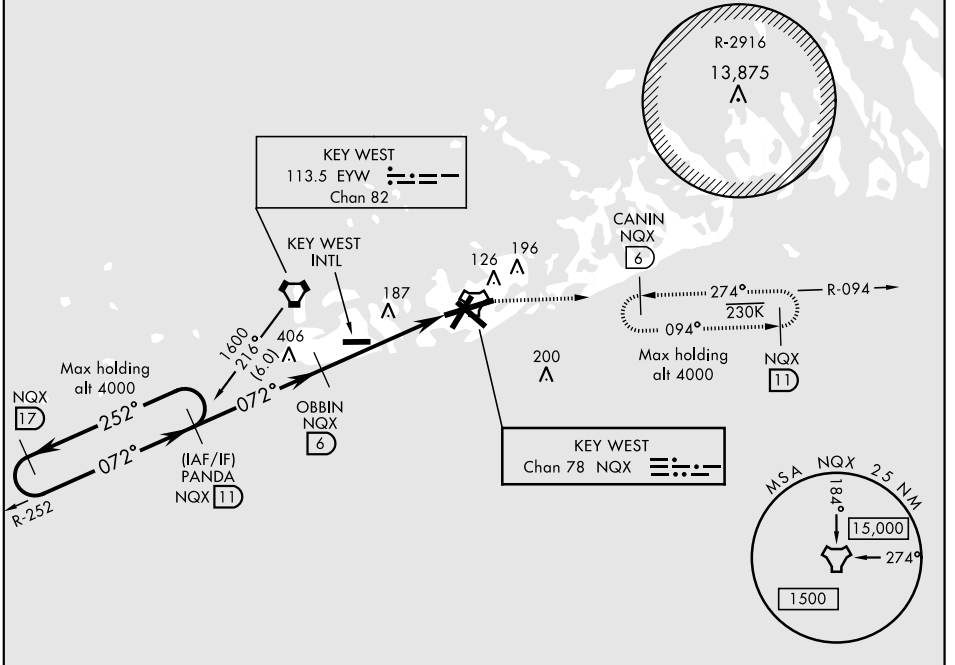 R-2916
13,875
KEY WEST
113.5 EYW
Chan 82
KEY WEST
INTL
CANIN
NQX
6
126
196
187
274°
R-094
230K
094°
Max holding
alt 4000
NQX
11
1600
216°
(6.0)
406
200
Max holding
alt 4000
NQX
17
252°
072°
072°
OBBIN
NQX
6
(IAF/IF)
PANDA
NQX 11
R-252
KEY WEST
Chan 78 NQX
MSA NQX 25 NM
184°
15,000
274°
1500